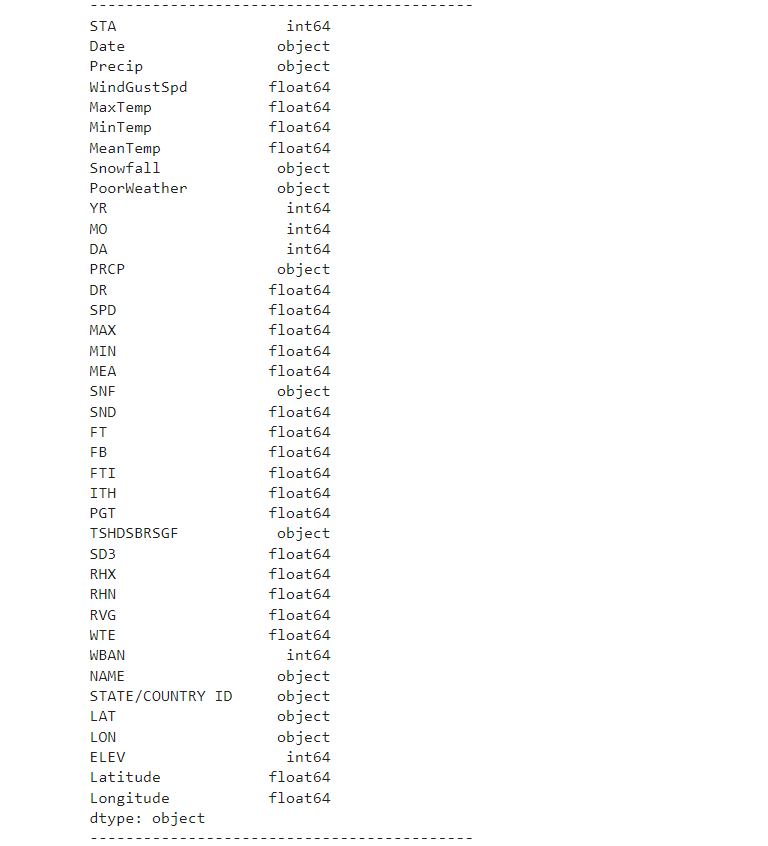 -------------------------------------------
STA                   int64
Date                 object
Precip               object
WindGustSpd         float64
MaxTemp             float64
MinTemp             float64
MeanTemp            float64
Snowfall             object
PoorWeather          object
YR                    int64
MO                    int64
DA                    int64
PRCP                 object
DR                  float64
SPD                 float64
MAX                 float64
MIN                 float64
MEA                 float64
SNF                  object
SND                 float64
FT                  float64
FB                  float64
FTI                 float64
ITH                 float64
PGT                 float64
TSHDSBRSGF           object
SD3                 float64
RHX                 float64
RHN                 float64
RVG                 float64
WTE                 float64
WBAN                  int64
NAME                 object
STATE/COUNTRY ID     object
LAT                  object
LON                  object
ELEV                  int64
Latitude            float64
Longitude           float64
dtype: object
-------------------------------------------